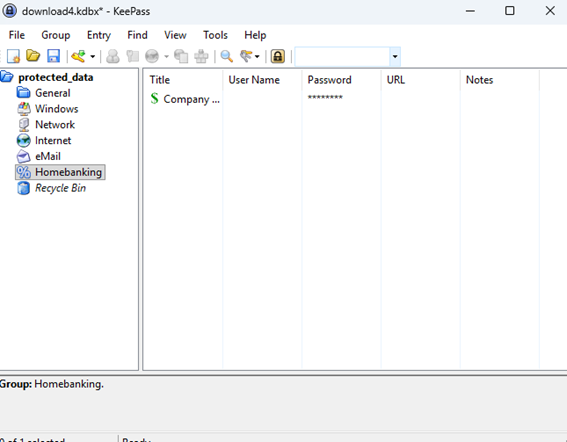 download4.kdbx* - KeePass
File Group Entry Find View Tools Help
protected_data
General
Windows
Network
Internet
eMail
Homebanking
Recycle Bin
Title User Name Password URL Notes
$ Company ... ********
Group: Homebanking.
0 of 1 selected Ready